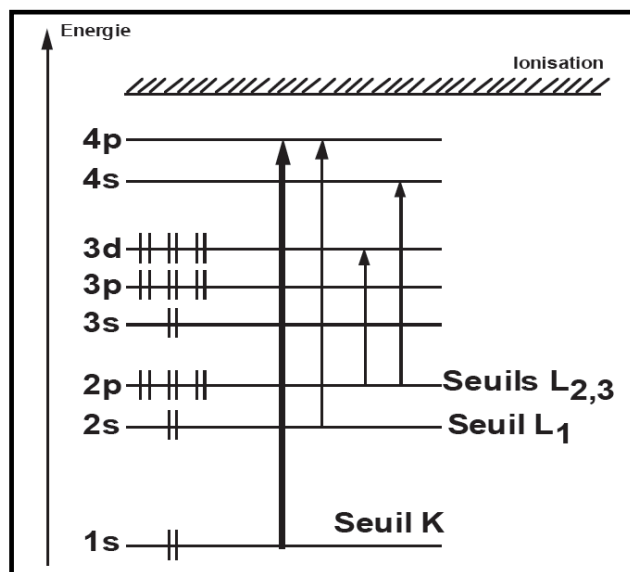 Energie
Ionisation
4p
4s
3d
3p
3s
2p Seuils L2,3
2s Seuil L1
1s Seuil K